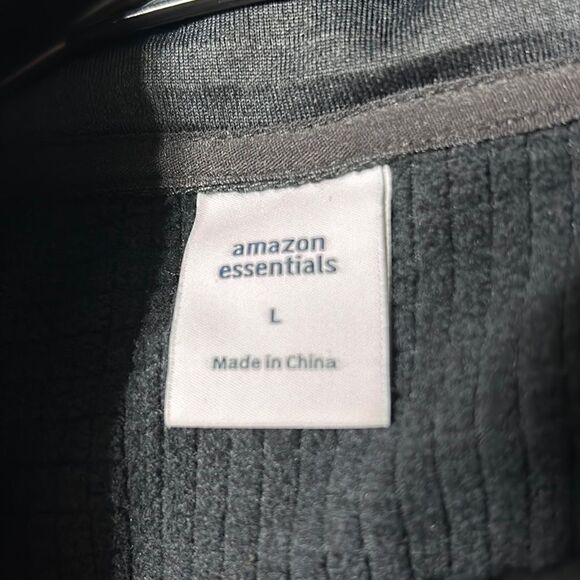 amazon
essentials
L
Made in China